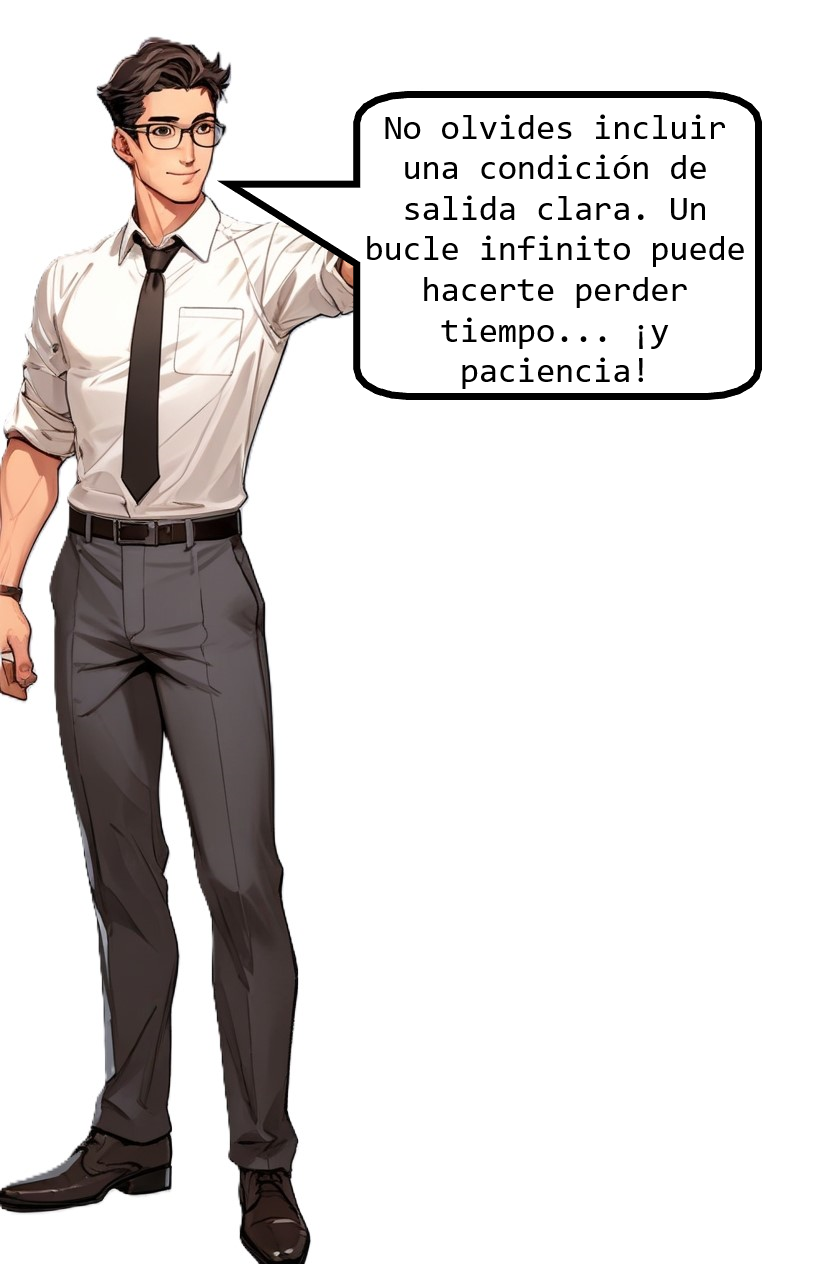 No olvides incluir
una condición de
salida clara. Un
bucle infinito puede
hacerte perder
tiempo... ¡y
paciencia!